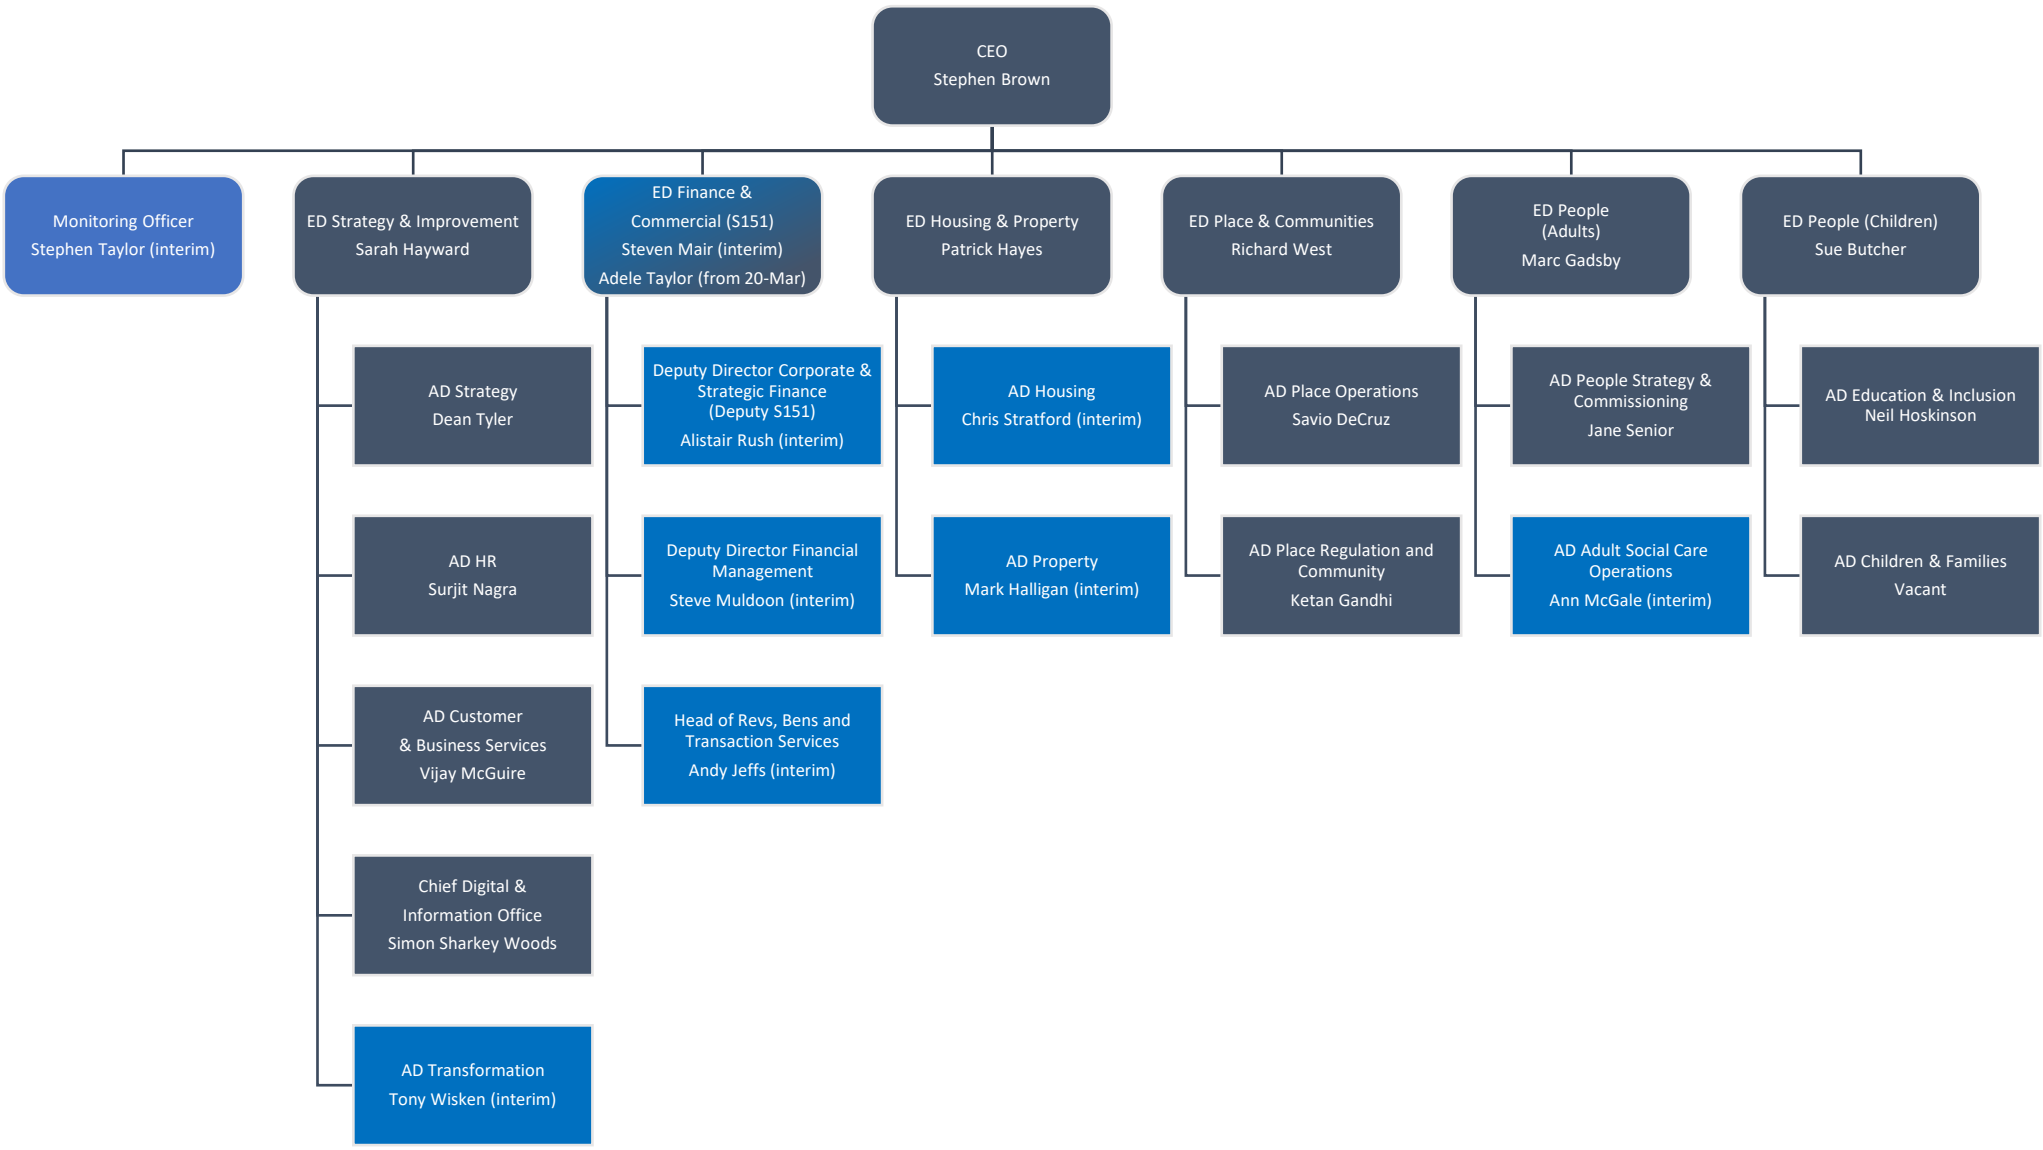 CEO
Stephen Brown
Monitoring Officer
Stephen Taylor (interim)
ED Strategy & Improvement
Sarah Hayward
ED Finance &
Commercial (S151)
Steven Mair (interim)
Adele Taylor (from 20-Mar)
ED Housing & Property
Patrick Hayes
ED Place & Communities
Richard West
ED People
(Adults)
Marc Gadsby
ED People (Children)
Sue Butcher
AD Strategy
Dean Tyler
Deputy Director Corporate &
Strategic Finance
(Deputy S151)
Alistair Rush (interim)
AD Housing
Chris Stratford (interim)
AD Place Operations
Savio DeCruz
AD People Strategy &
Commissioning
Jane Senior
AD Education & Inclusion
Neil Hoskinson
AD HR
Surjit Nagra
Deputy Director Financial
Management
Steve Muldoon (interim)
AD Property
Mark Halligan (interim)
AD Place Regulation and
Community
Ketan Gandhi
AD Adult Social Care
Operations
Ann McGale (interim)
AD Children & Families
Vacant
AD Customer
& Business Services
Vijay McGuire
Head of Revs, Bens and
Transaction Services
Andy Jeffs (interim)
Chief Digital &
Information Office
Simon Sharkey Woods
AD Transformation
Tony Wisken (interim)